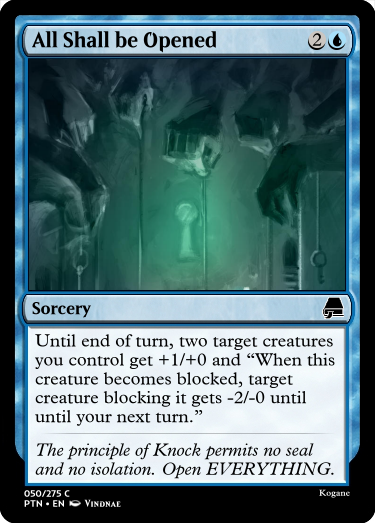 All Shall be Opened 2
Sorcery
Until end of turn, two target creatures
you control get +1/+0 and “When this
creature becomes blocked, target
creature blocking it gets -2/-0 until
until your next turn.”
The principle of Knock permits no seal
and no isolation. Open EVERYTHING.
050/275 C Kogane
PTN • EN VINDNAE